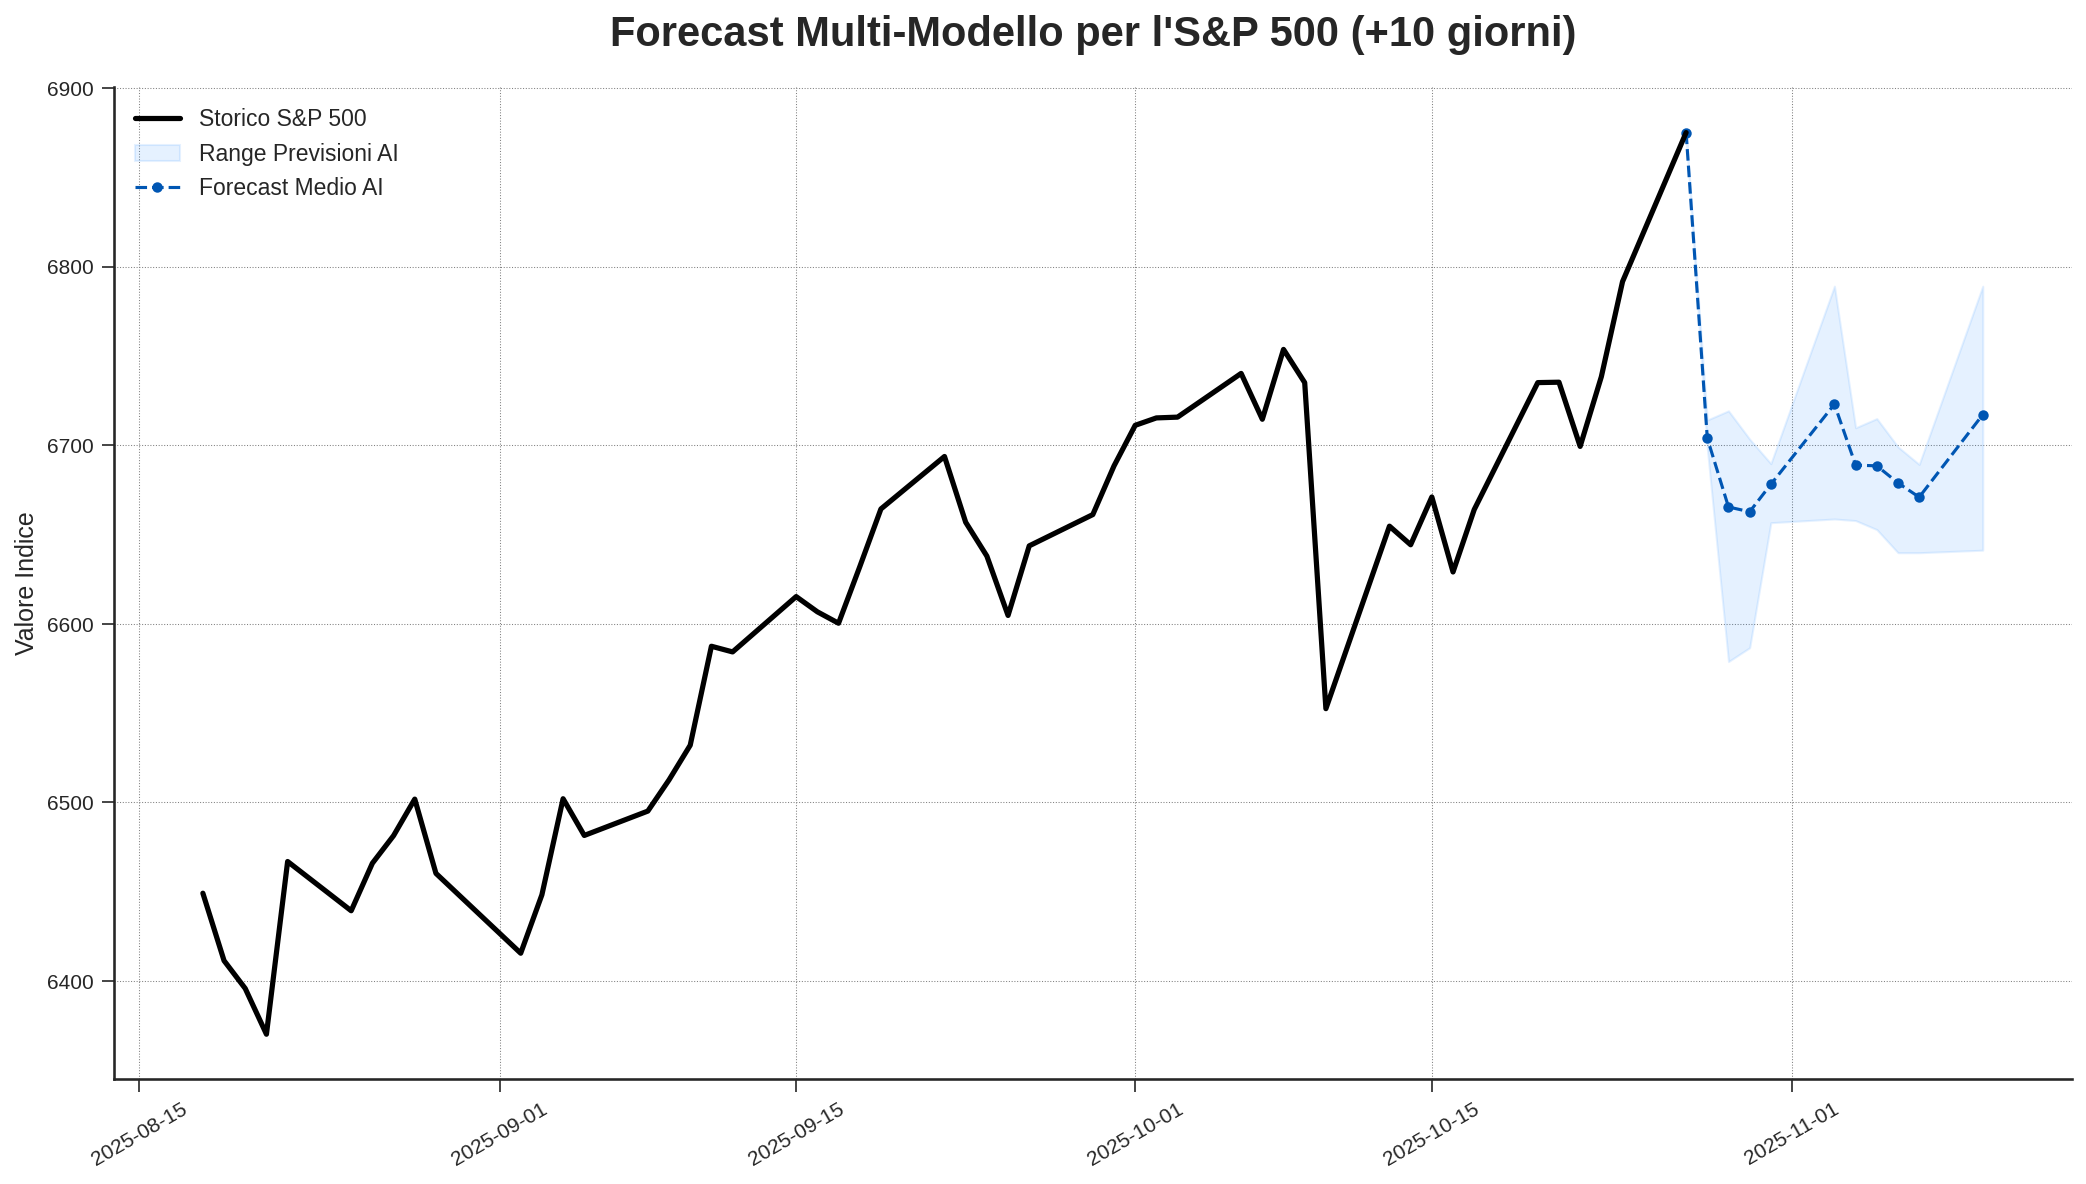 Forecast Multi-Modello per l'S&P 500 (+10 giorni)
Storico S&P 500
Range Previsioni AI
Forecast Medio AI
Valore Indice
6900
6800
6700
6600
6500
6400
2025-08-15
2025-09-01
2025-09-15
2025-10-01
2025-10-15
2025-11-01